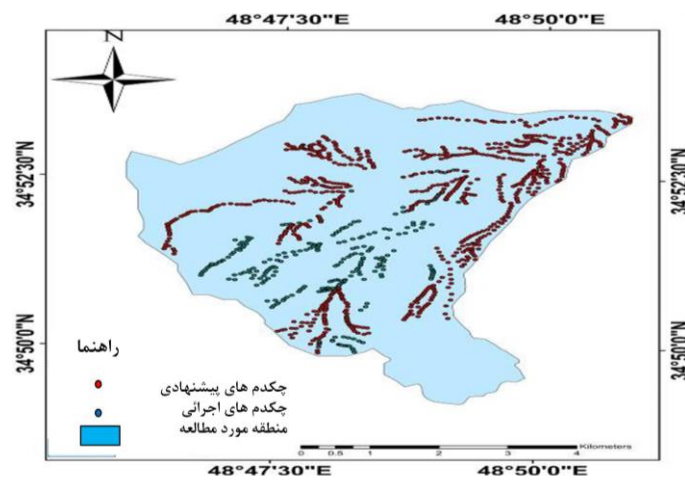 48°47'30"E
48°50'0"E
N
34°52'30"N
34°52'30"N
34°50'0"N
34°50'0"N
راهنما
چکدم های پیشنهادی
چکدم های اجرائی
منطقه مورد مطالعه
Kilometers
0 0.5 1 2 3 4
48°47'30"E
48°50'0"E